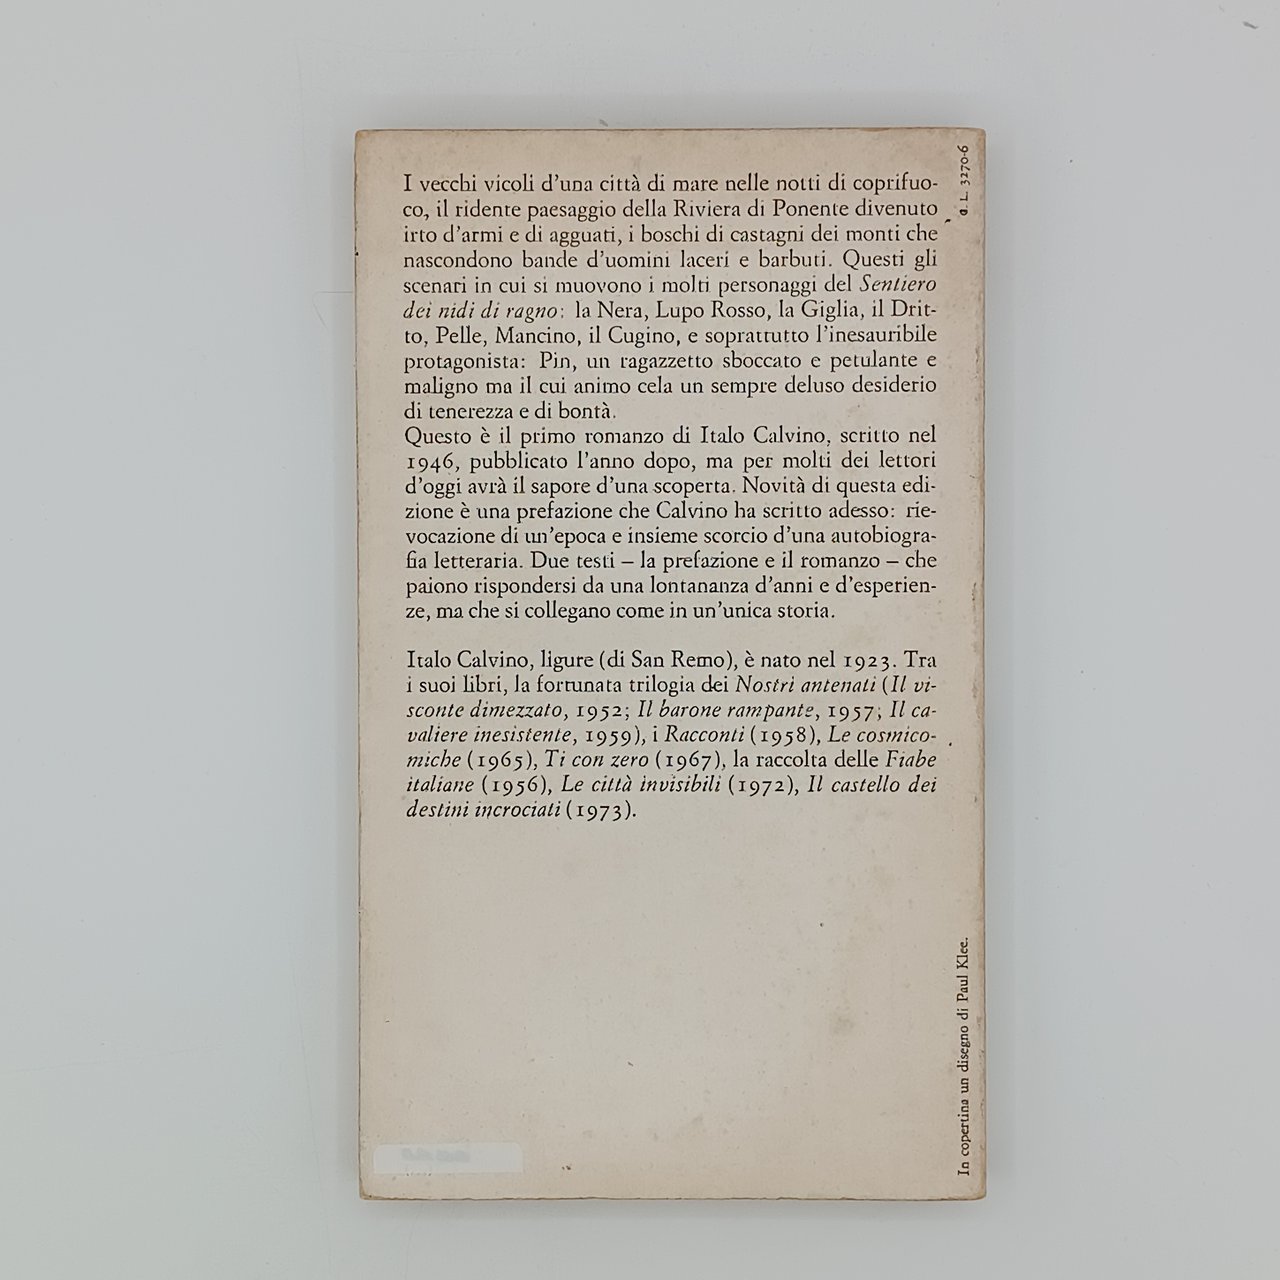 I vecchi vicoli d'una città di mare nelle notti di coprifuo-
co, il ridente paesaggio della Riviera di Ponente divenuto
irto d'armi e di agguati, i boschi di castagni dei monti che
nascondono bande d'uomini laceri e barbuti. Questi gli
scenari in cui si muovono i molti personaggi del Sentiero
dei nidi di ragno: la Nera, Lupo Rosso, la Giglia, il Drit-
to, Pelle, Mancino, il Cugino, e soprattutto l'inesauribile
protagonista: Pin, un ragazzetto sboccato e petulante e
maligno ma il cui animo cela un sempre deluso desiderio
di tenerezza e di bontà.
Questo è il primo romanzo di Italo Calvino, scritto nel
1946, pubblicato l'anno dopo, ma per molti dei lettori
d'oggi avrà il sapore d'una scoperta. Novità di questa edi-
zione è una prefazione che Calvino ha scritto adesso: rie-
vocazione di un'epoca e insieme scorcio d'una autobiogra-
fia letteraria. Due testi – la prefazione e il romanzo – che
paiono rispondersi da una lontananza d'anni e d'esperien-
ze, ma che si collegano come in un'unica storia.
Italo Calvino, ligure (di San Remo), è nato nel 1923. Tra
i suoi libri, la fortunata trilogia dei Nostri antenati (Il vi-
sconte dimezzato, 1952; Il barone rampante, 1957; Il ca-
valiere inesistente, 1959), i Racconti (1958), Le cosmico-
miche (1965), Ti con zero (1967), la raccolta delle Fiabe
italiane (1956), Le città invisibili (1972), Il castello dei
destini incrociati (1973).
C.L. 3270-6
In copertina un disegno di Paul Klee.